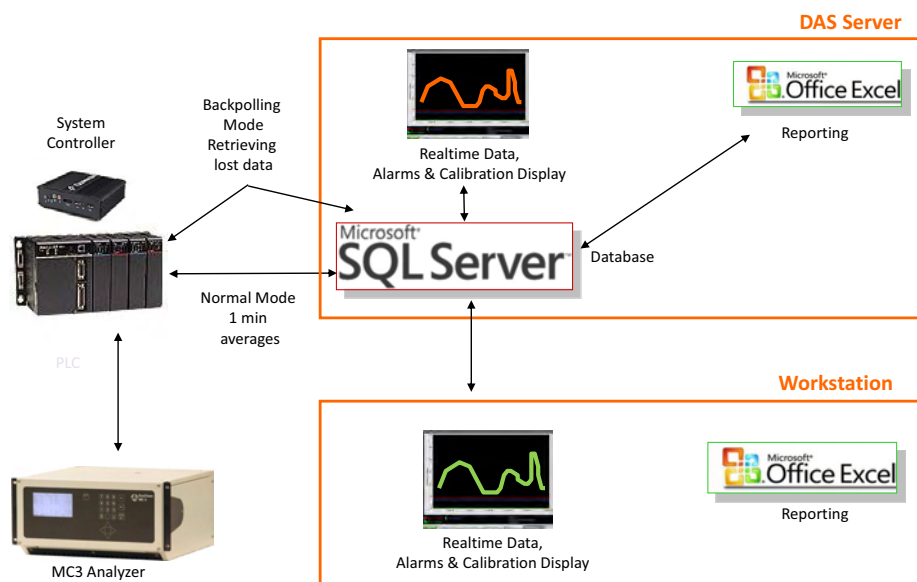 DAS Server
System
Controller
Backpolling
Mode
Retrieving
lost data
Realtime Data,
Alarms & Calibration Display
Microsoft®
Office Excel
Reporting
Microsoft®
SQL Server
Database
Normal Mode
1 min
averages
PLC
Workstation
MC3 Analyzer
Realtime Data,
Alarms & Calibration Display
Microsoft®
Office Excel
Reporting